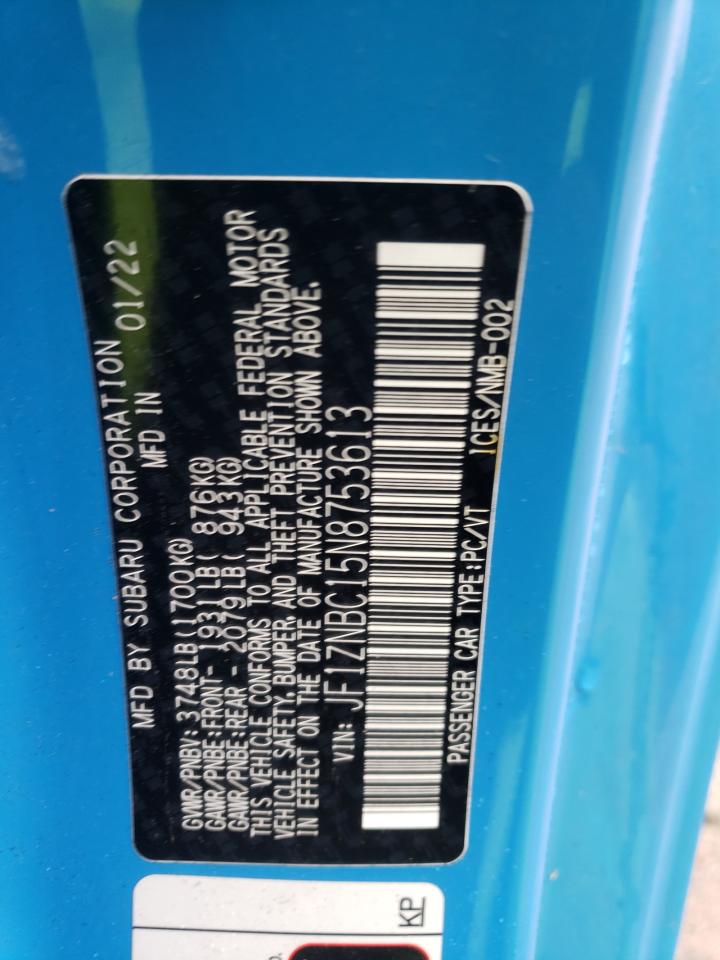 MFD BY SUBARU CORPORATION
MFD IN 01/22
GVWR/PNBV: 3748LB(1700KG)
GAWR/PNBE:FRONT- 1931LB( 876KG)
GAWR/PNBE:REAR - 2079LB( 943KG)
THIS VEHICLE CONFORMS TO ALL APPLICABLE FEDERAL MOTOR
VEHICLE SAFETY, BUMPER, AND THEFT PREVENTION STANDARDS
IN EFFECT ON THE DATE OF MANUFACTURE SHOWN ABOVE.
VIN: JF1ZNBC15N8753613
PASSENGER CAR TYPE:PC/VT ICES/NMB-002
KP